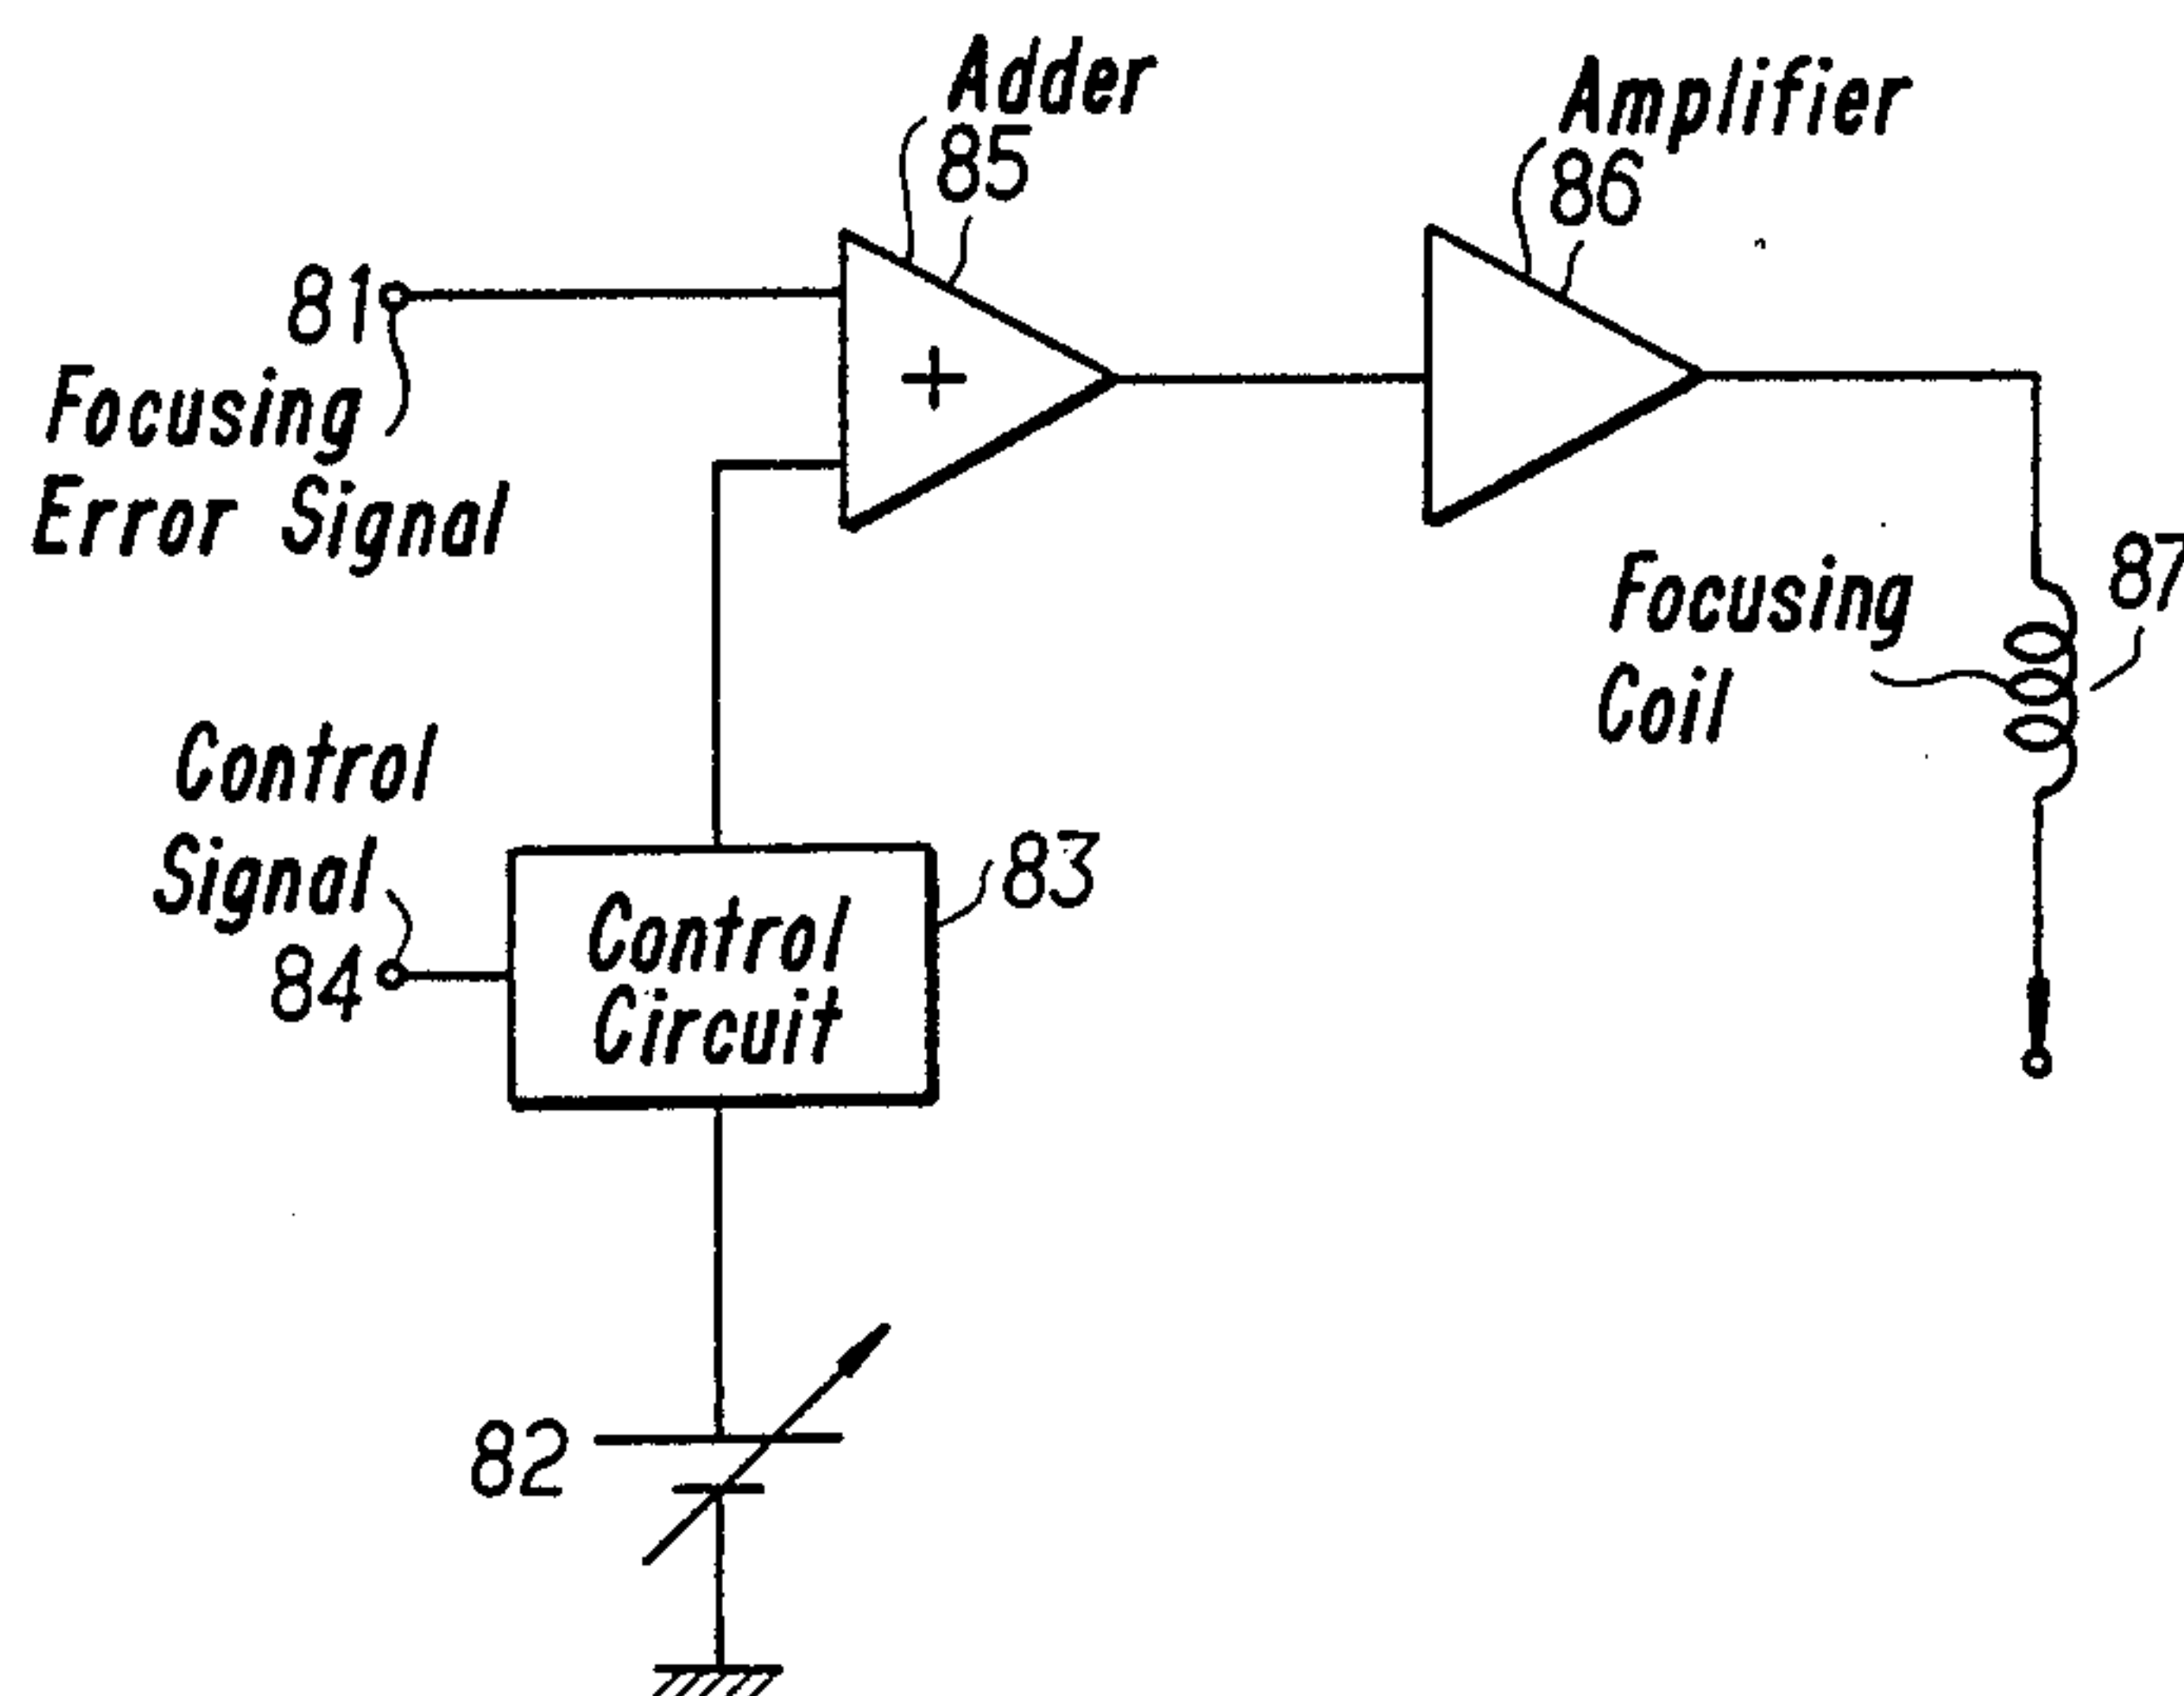 Adder
85
Amplifier
86
81
Focusing
Error Signal
+
Focusing
Coil
87
Control
Signal
84
Control
Circuit
83
82